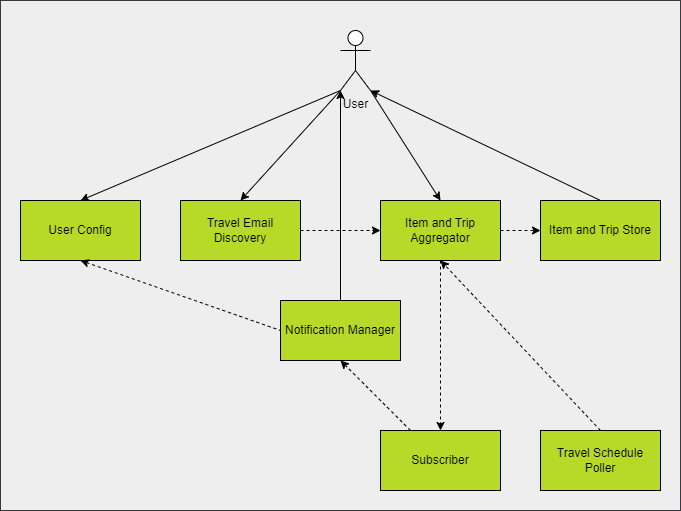 User
User Config
Travel Email
Discovery
Item and Trip
Aggregator
Item and Trip Store
Notification Manager
Subscriber
Travel Schedule
Poller